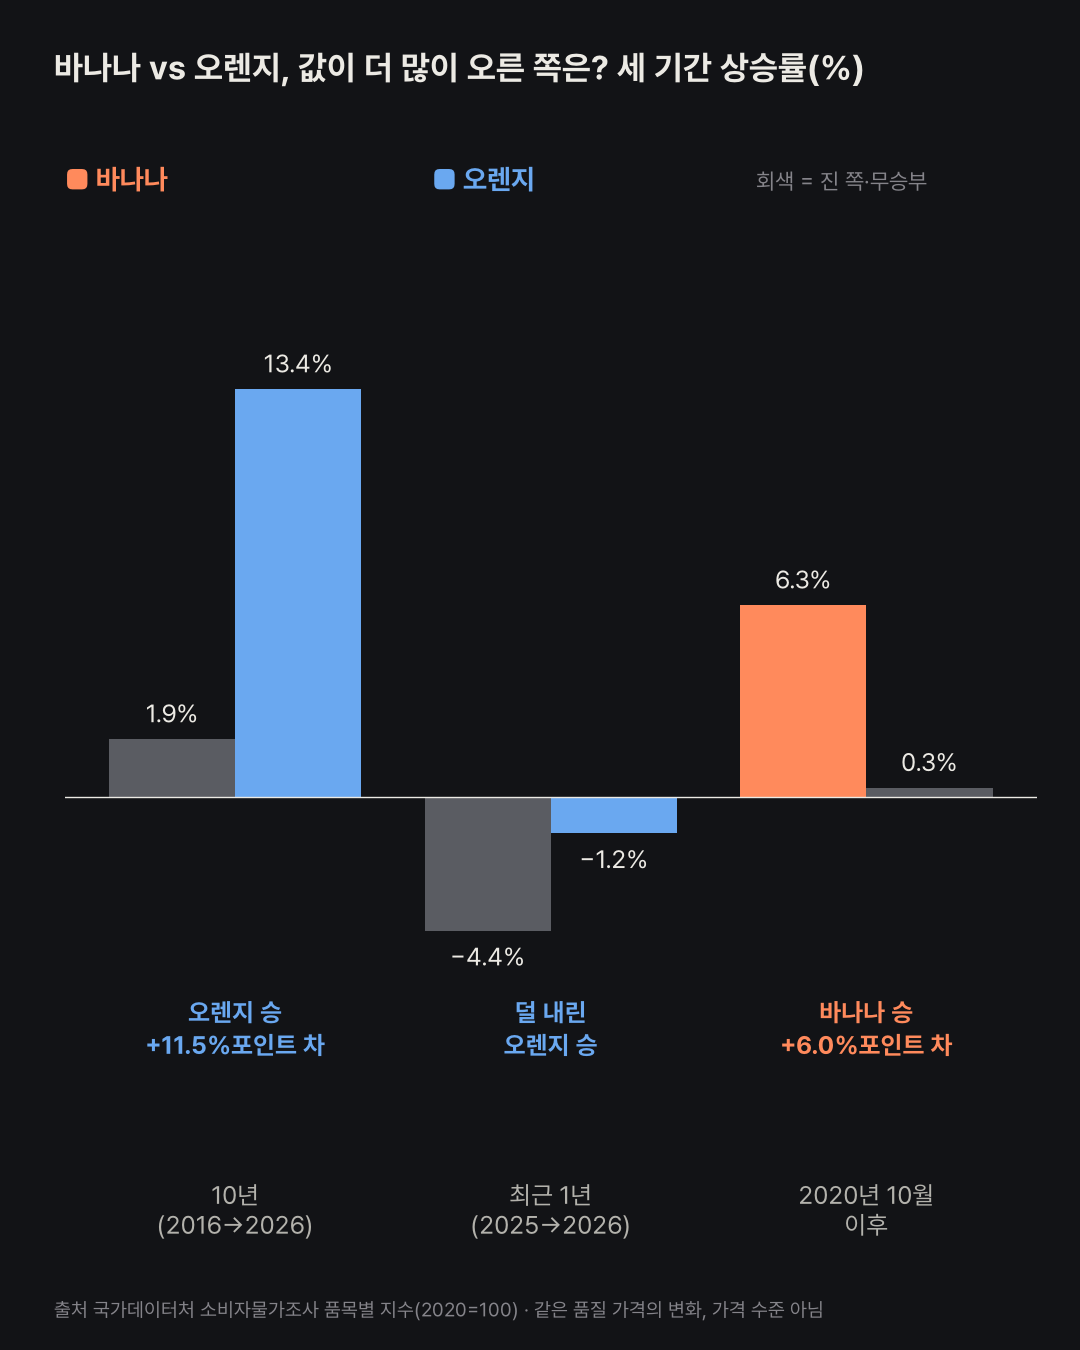 바나나 vs 오렌지, 값이 더 많이 오른 쪽은? 세 기간 상승률(%)
바나나
오렌지
회색 = 진 쪽·무승부
13.4%
6.3%
1.9%
0.3%
−1.2%
−4.4%
오렌지 승
+11.5%포인트 차
덜 내린
오렌지 승
바나나 승
+6.0%포인트 차
10년
(2016→2026)
최근 1년
(2025→2026)
2020년 10월
이후
출처 국가데이터처 소비자물가조사 품목별 지수(2020=100) · 같은 품질 가격의 변화, 가격 수준 아님